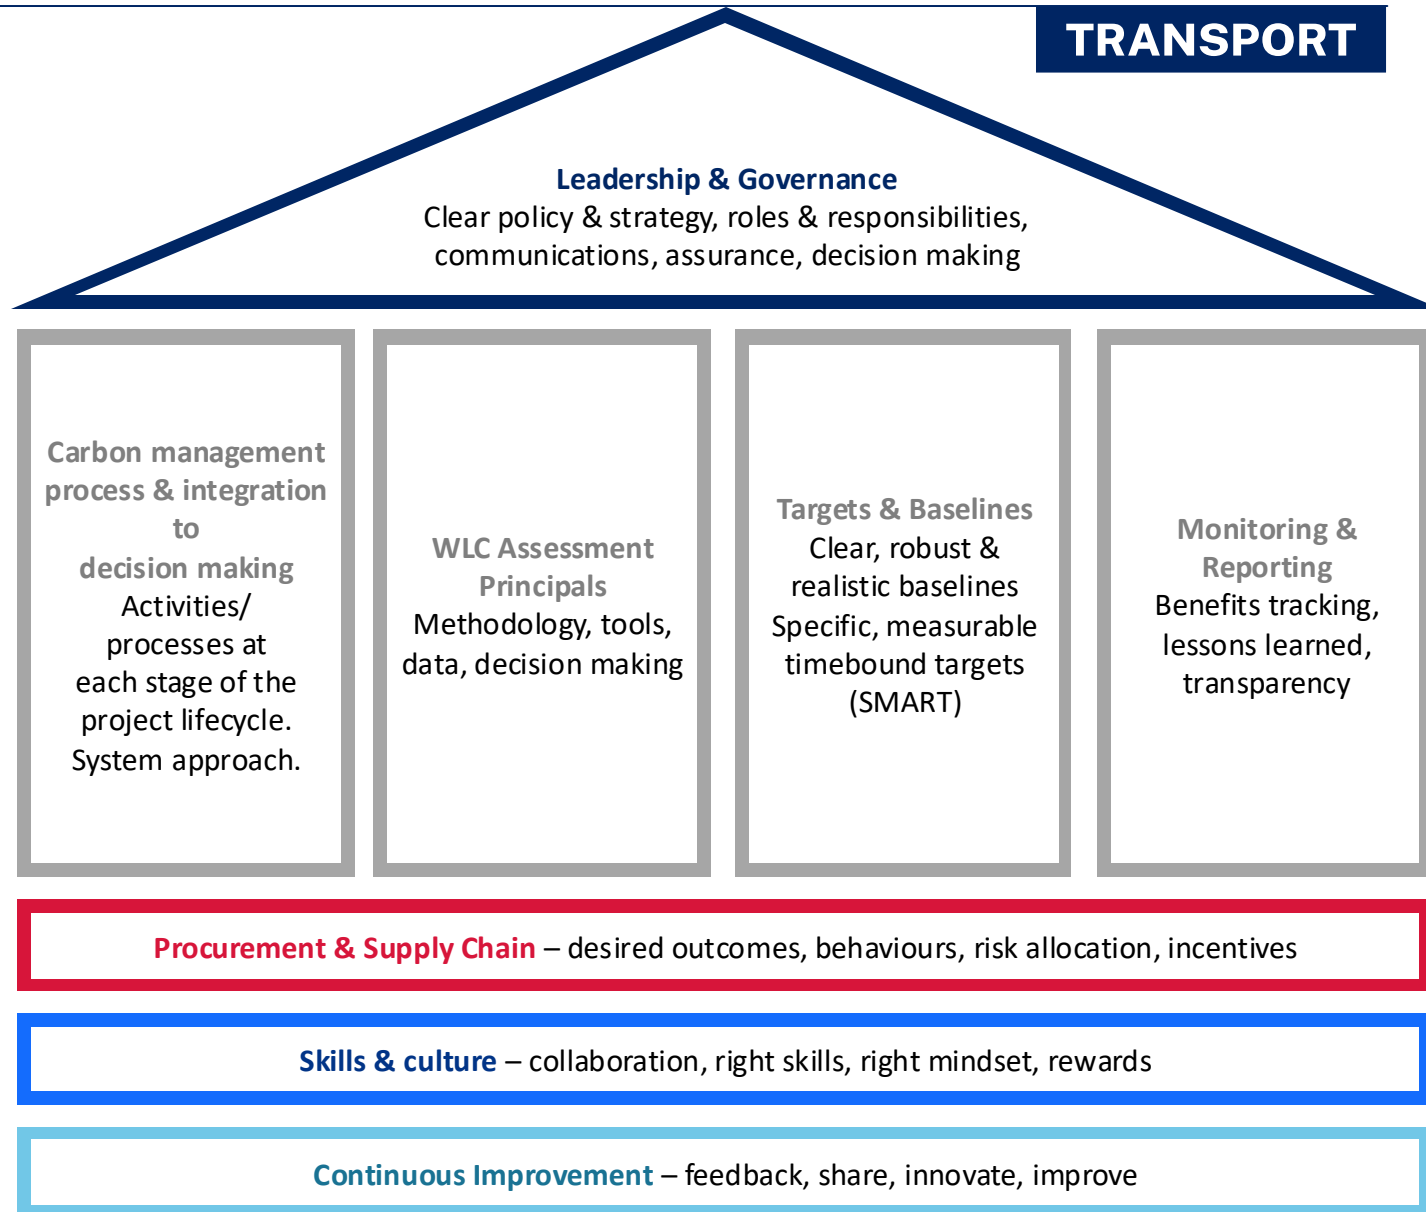 TRANSPORT
Leadership & Governance
Clear policy & strategy, roles & responsibilities,
communications, assurance, decision making
Carbon management
process & integration
to
decision making
Activities/
processes at
each stage of the
project lifecycle.
System approach.
WLC Assessment
Principals
Methodology, tools,
data, decision making
Targets & Baselines
Clear, robust &
realistic baselines
Specific, measurable
timebound targets
(SMART)
Monitoring &
Reporting
Benefits tracking,
lessons learned,
transparency
Procurement & Supply Chain – desired outcomes, behaviours, risk allocation, incentives
Skills & culture – collaboration, right skills, right mindset, rewards
Continuous Improvement – feedback, share, innovate, improve